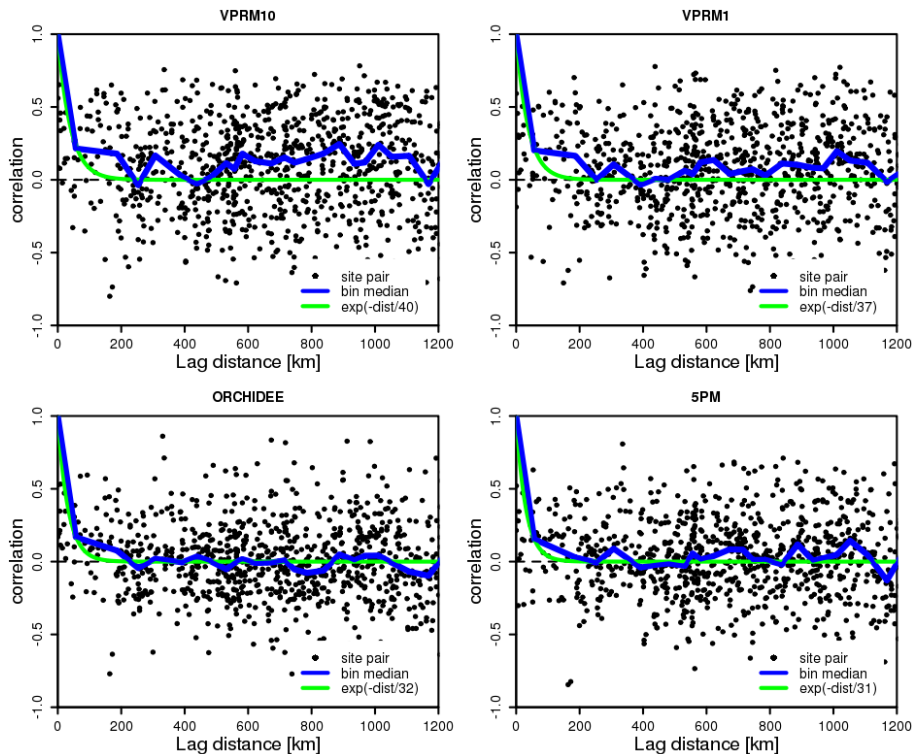 VPRM10
correlation
1.0
0.5
0.0
-0.5
-1.0
site pair
bin median
exp(-dist/40)
0 200 400 600 800 1000 1200
Lag distance [km]
VPRM1
correlation
1.0
0.5
0.0
-0.5
-1.0
site pair
bin median
exp(-dist/37)
0 200 400 600 800 1000 1200
Lag distance [km]
ORCHIDEE
correlation
1.0
0.5
0.0
-0.5
-1.0
site pair
bin median
exp(-dist/32)
0 200 400 600 800 1000 1200
Lag distance [km]
5PM
correlation
1.0
0.5
0.0
-0.5
-1.0
site pair
bin median
exp(-dist/31)
0 200 400 600 800 1000 1200
Lag distance [km]